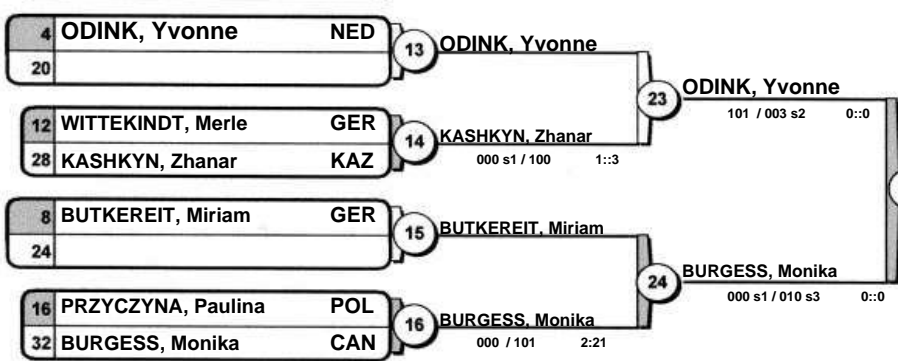 4 ODINK, Yvonne NED
20
13
ODINK, Yvonne
12 WITTEKINDT, Merle GER
28 KASHKYN, Zhanar KAZ
14
KASHKYN, Zhanar
000 s1 / 100 1::3
23
ODINK, Yvonne
101 / 003 s2 0::0
8 BUTKEREIT, Miriam GER
24
15
BUTKEREIT, Miriam
16 PRZYCZYNA, Paulina POL
32 BURGESS, Monika CAN
16
BURGESS, Monika
000 / 101 2:21
24
BURGESS, Monika
000 s1 / 010 s3 0::0